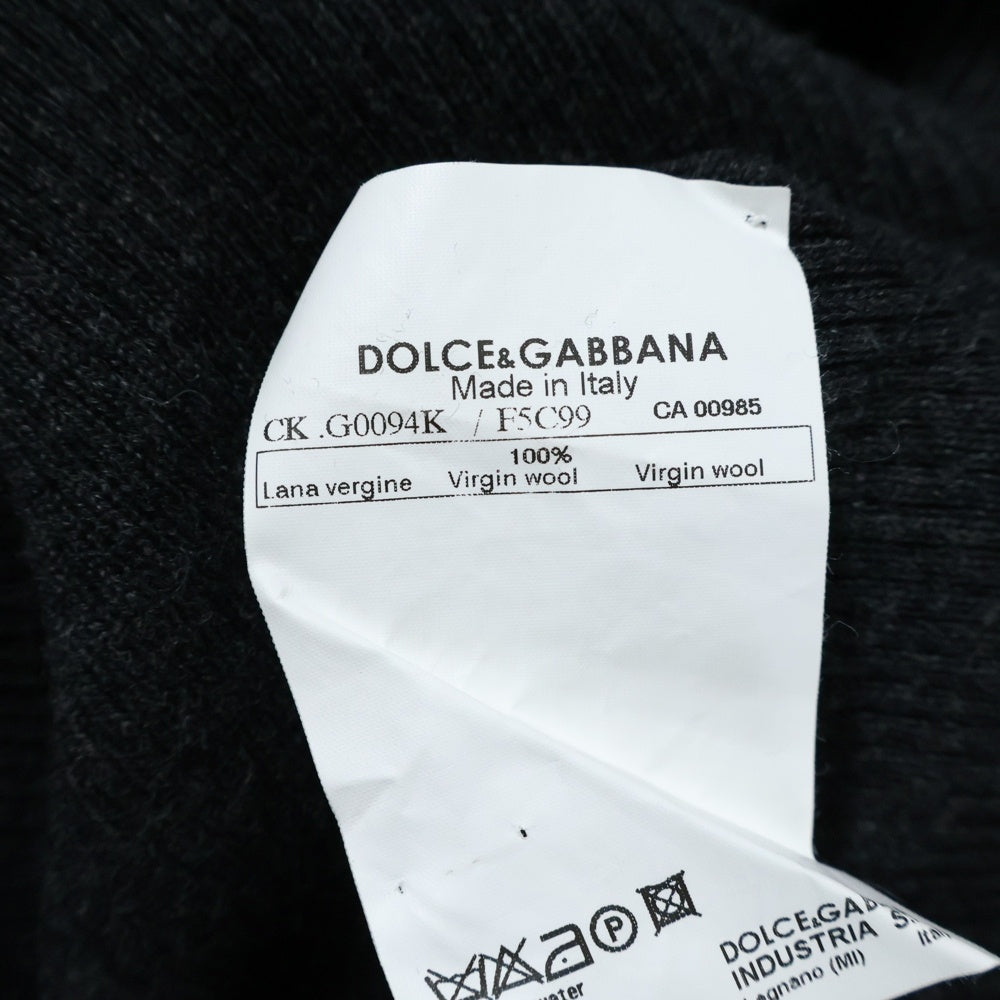 DOLCE&GABBANA
Made in Italy
CK .G0094K / F5C99 CA 00985
100%
Lana vergine Virgin wool Virgin wool
P
DOLCE&GAB
INDUSTRIA S.
(MI)